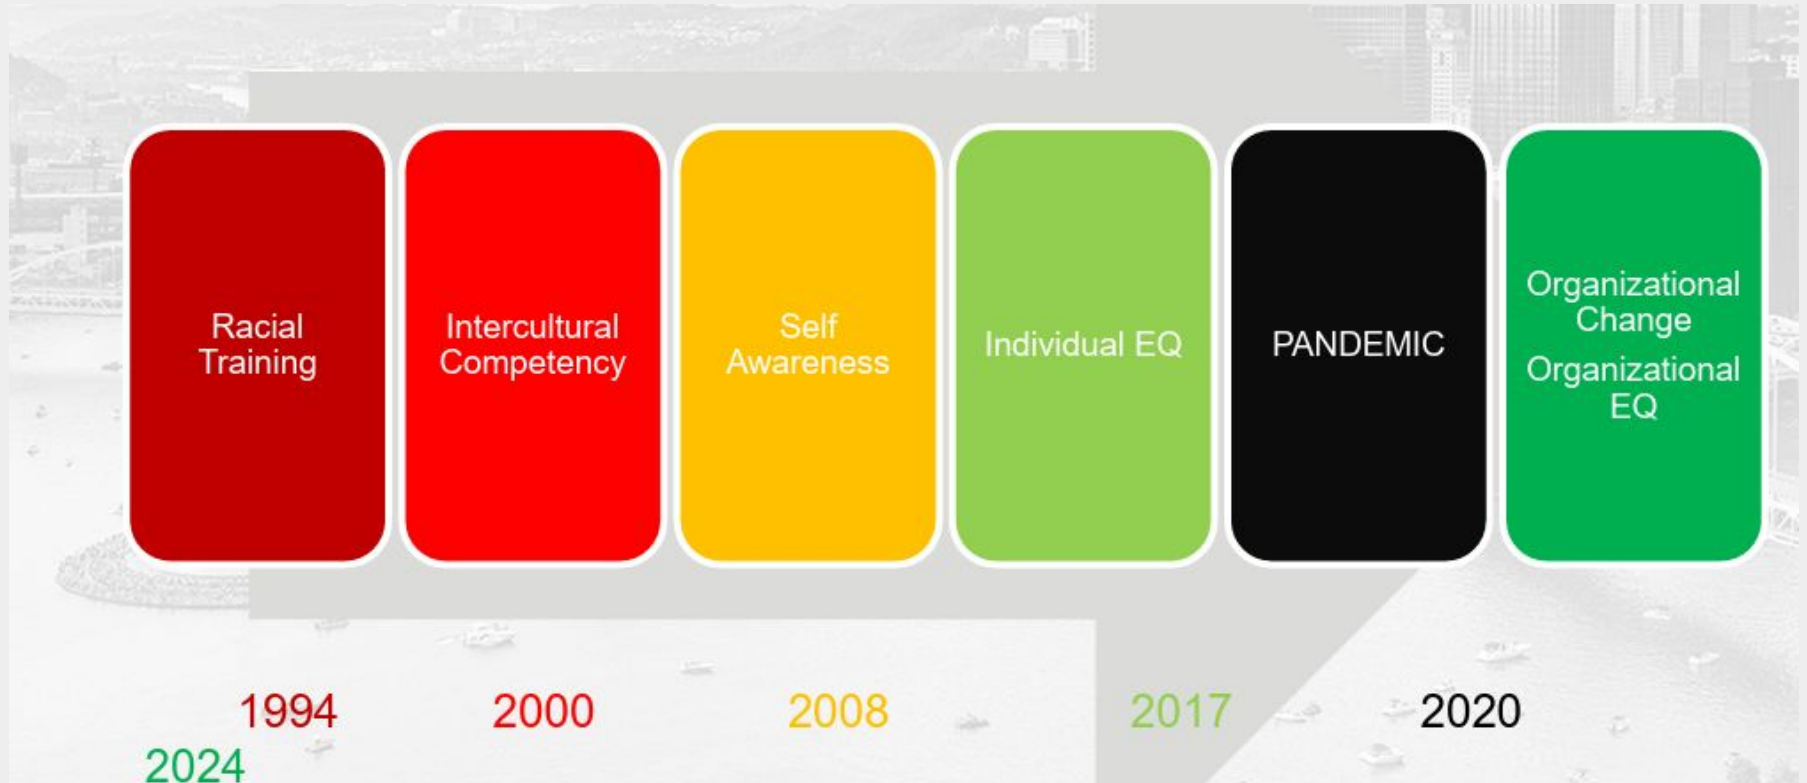 Racial
Training
Intercultural
Competency
Self
Awareness
Individual EQ
PANDEMIC
Organizational
Change
Organizational
EQ
1994 2000 2008 2017 2020
2024